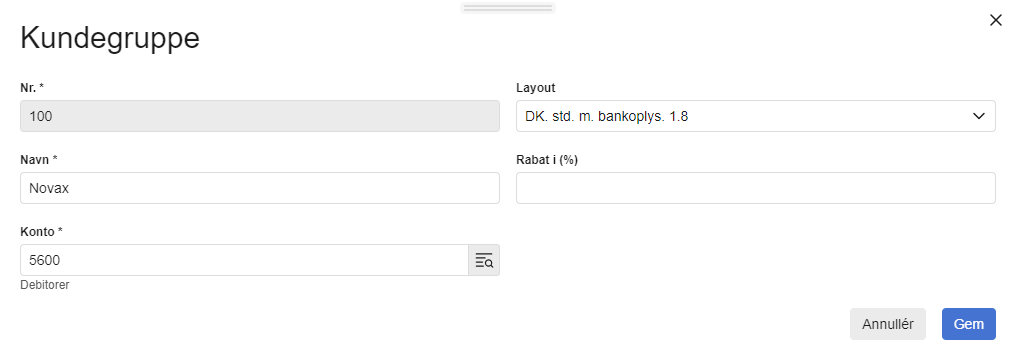 Kundegruppe
Nr. *
100
Layout
DK. std. m. bankoplys. 1.8
Navn *
Novax
Rabat i (%)
Konto *
5600
Debitorer
Annullér
Gem